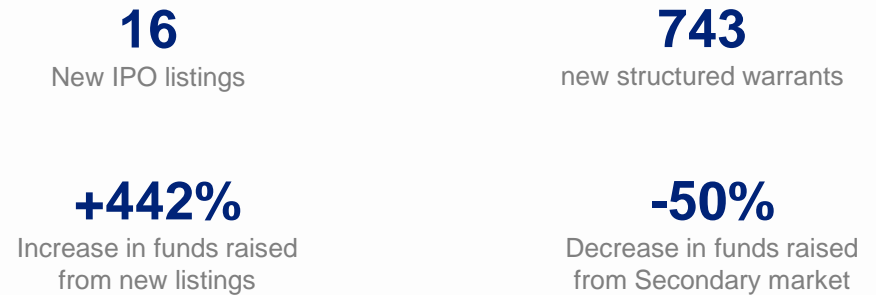 16
New IPO listings
743
new structured warrants
+442%
Increase in funds raised
from new listings
-50%
Decrease in funds raised
from Secondary market